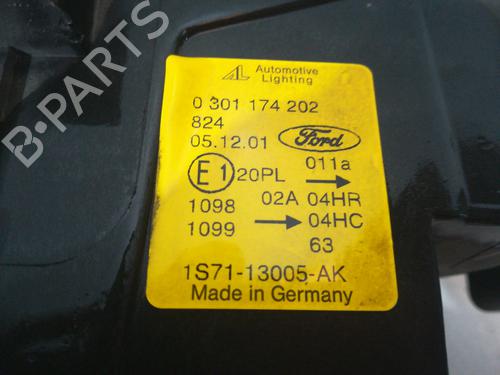 B-PARTS
Automotive
Lighting
0 301 174 202
824
05.12.01 Ford
011a
E1 20PL
02A 04HR
1098 04HC
1099
63
1S71-13005-AK
Made in Germany